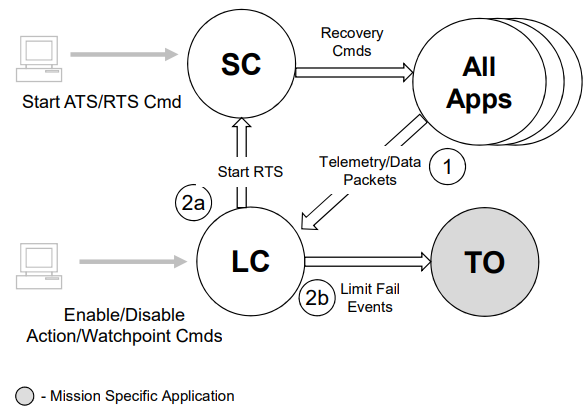 SC
Recovery
Cmds
All
Apps
Start ATS/RTS Cmd
Start RTS
Telemetry/Data
Packets
1
2a
LC
2b
Limit Fail
Events
TO
Enable/Disable
Action/Watchpoint Cmds
- Mission Specific Application